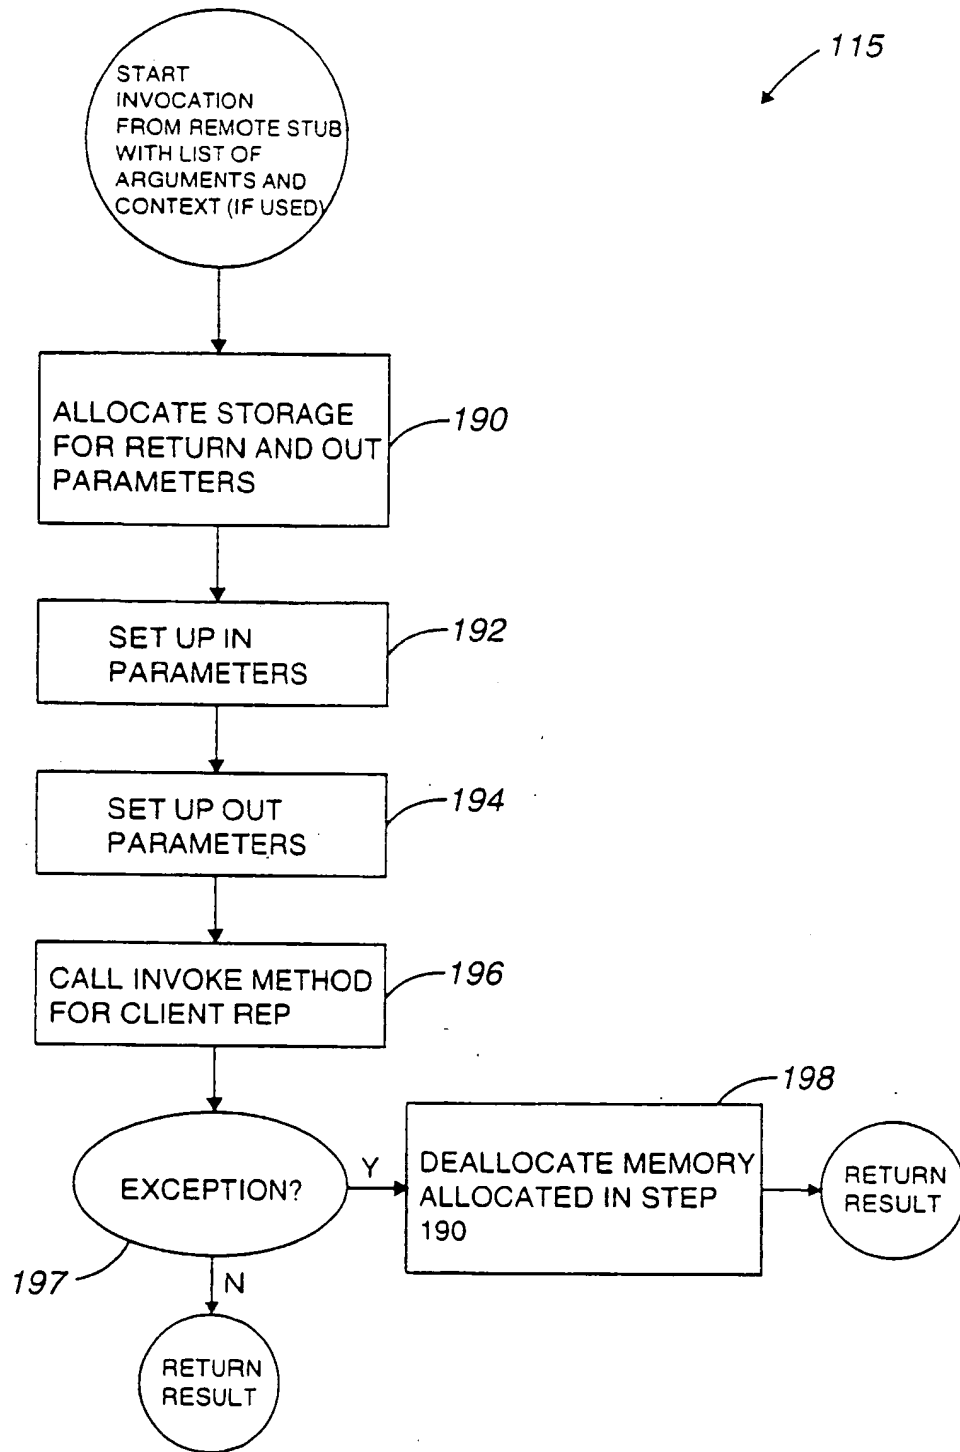 115
START
INVOCATION
FROM REMOTE STUB
WITH LIST OF
ARGUMENTS AND
CONTEXT (IF USED)
ALLOCATE STORAGE
FOR RETURN AND OUT
PARAMETERS
190
SET UP IN
PARAMETERS
192
SET UP OUT
PARAMETERS
194
CALL INVOKE METHOD
FOR CLIENT REP
196
EXCEPTION?
197
Y
N
198
DEALLOCATE MEMORY
ALLOCATED IN STEP
190
RETURN
RESULT
RETURN
RESULT